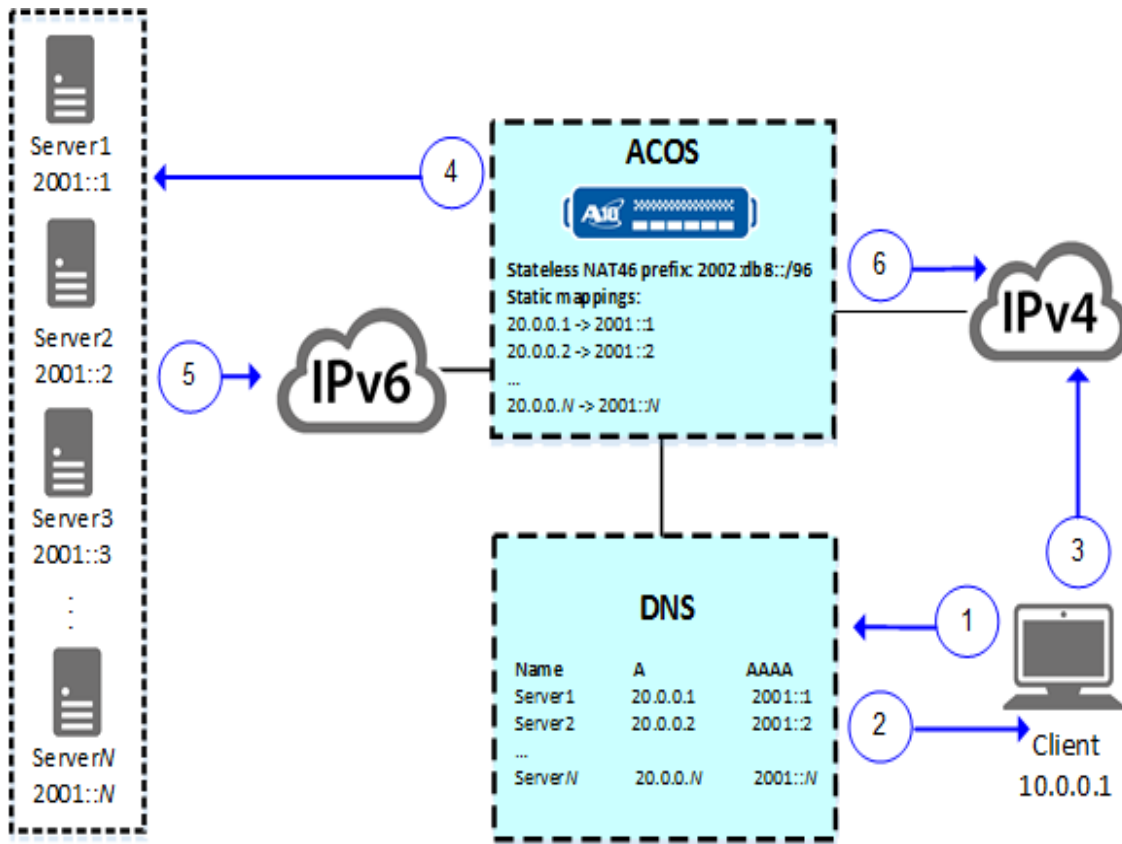 Server1
2001::1
Server2
2001::2
Server3
2001::3
ServerN
2001::N
4
5
IPv6
ACOS
A10
Stateless NAT46 prefix: 2002:db8::/96
Static mappings:
20.0.0.1 -> 2001::1
20.0.0.2 -> 2001::2
...
20.0.0.N -> 2001::N
6
IPv4
3
1
2
DNS
Name A AAAA
Server1 20.0.0.1 2001::1
Server2 20.0.0.2 2001::2
...
ServerN 20.0.0.N 2001::N
Client
10.0.0.1